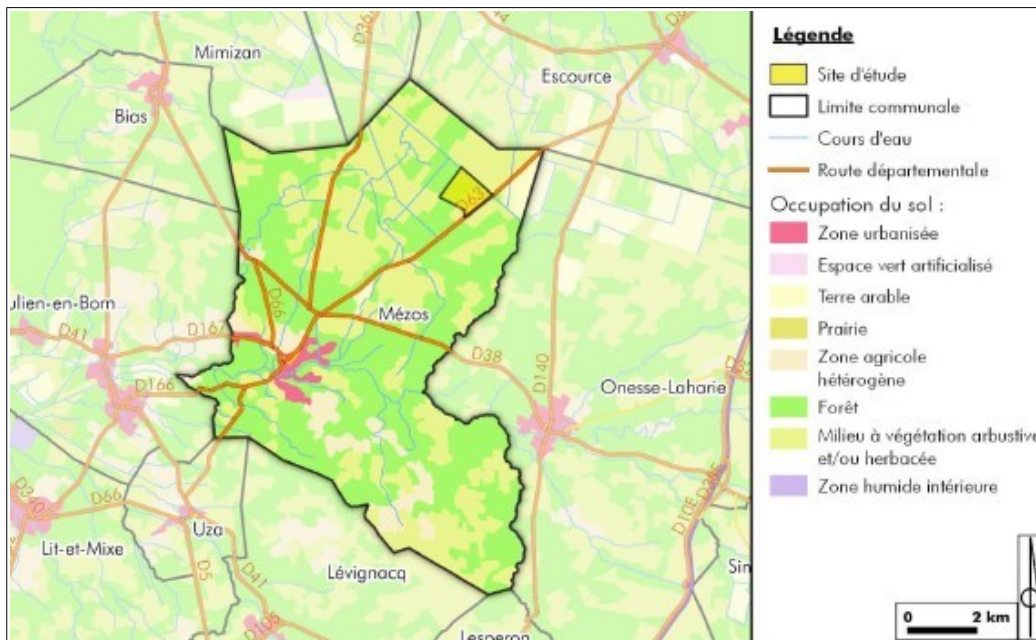 Mimizan
Escource
Bias
D63
ulien-en-Born
D41
D167
D66
Mézos
D38
D140
D166
Onesse-Laharie
D66
Uza
Lit-et-Mixe
D5
D41
Lévignacq
D105
Lesperon
D10E
Légende
Site d'étude
Limite communale
Cours d'eau
Route départementale
Occupation du sol :
Zone urbanisée
Espace vert artificialisé
Terre arable
Prairie
Zone agricole
hétérogène
Forêt
Milieu à végétation arbustive
et/ou herbacée
Zone humide intérieure
0 2 km